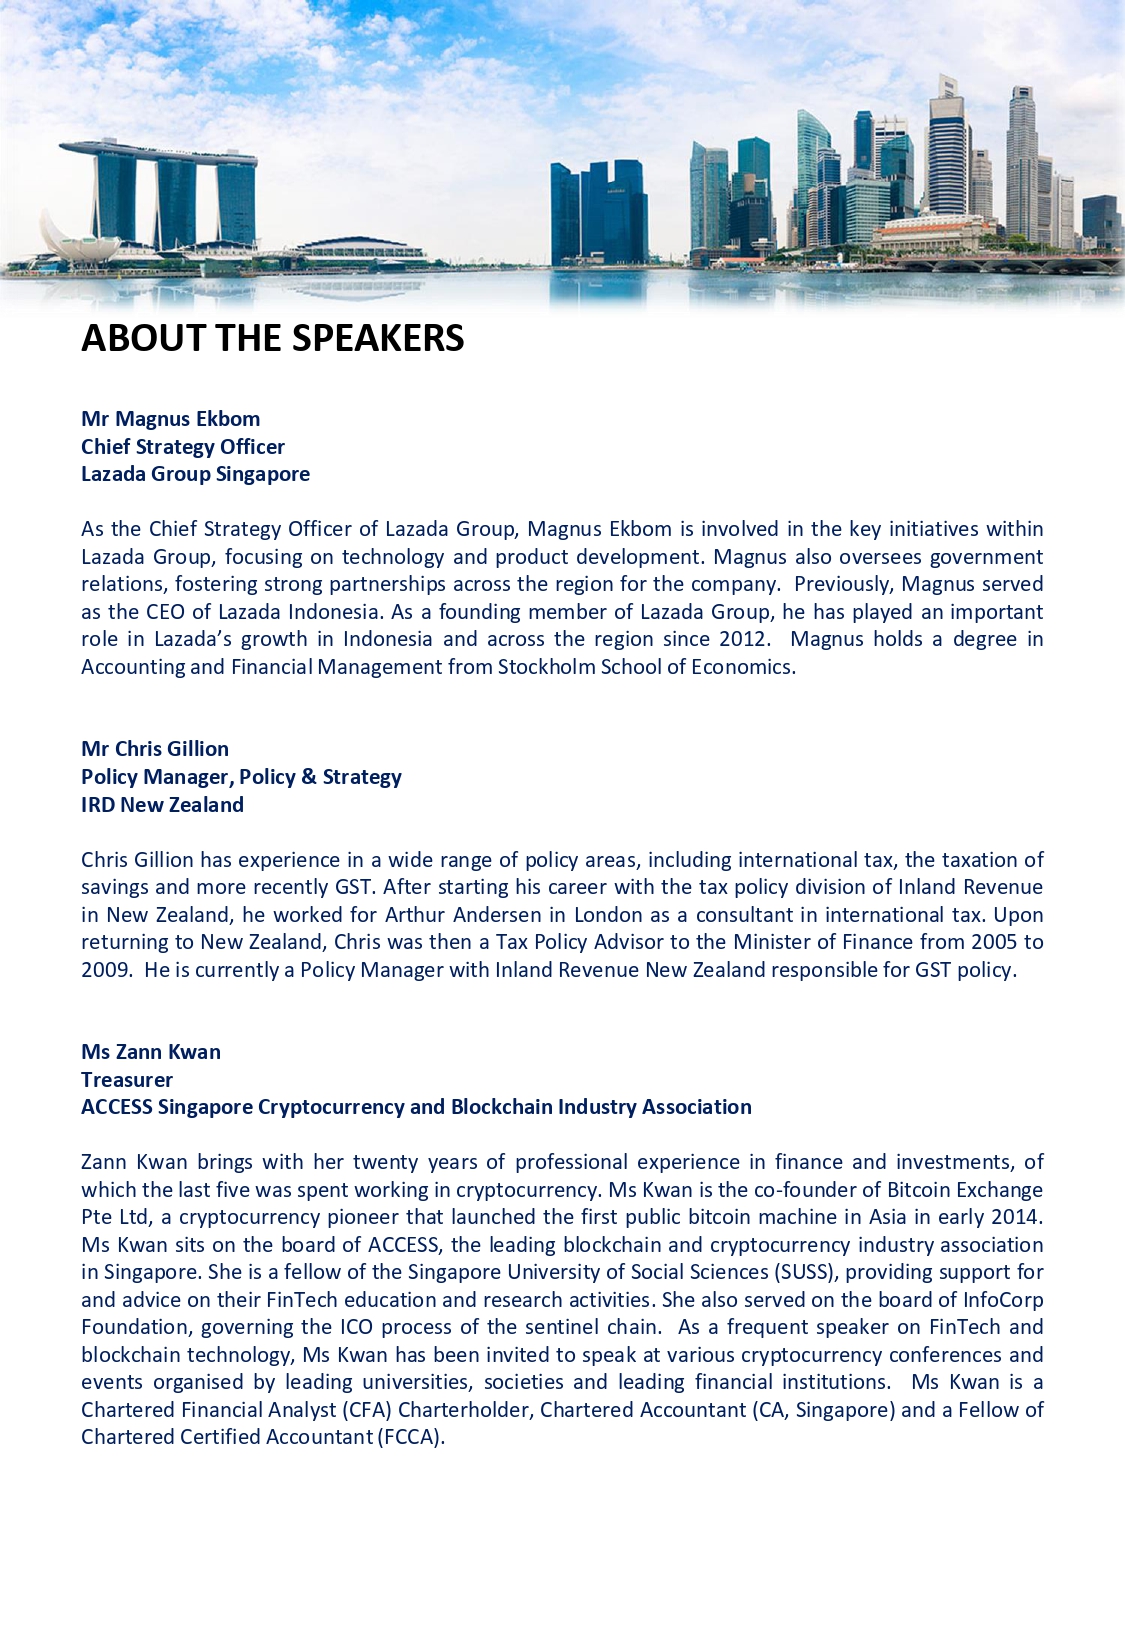 ABOUT THE SPEAKERS
Mr Magnus Ekbom
Chief Strategy Officer
Lazada Group Singapore
As the Chief Strategy Officer of Lazada Group, Magnus Ekbom is involved in the key initiatives within
Lazada Group, focusing on technology and product development. Magnus also oversees government
relations, fostering strong partnerships across the region for the company.  Previously, Magnus served
as the CEO of Lazada Indonesia. As a founding member of Lazada Group, he has played an important
role in Lazada’s growth in Indonesia and across the region since 2012.  Magnus holds a degree in
Accounting and Financial Management from Stockholm School of Economics.
Mr Chris Gillion
Policy Manager, Policy & Strategy
IRD New Zealand
Chris Gillion has experience in a wide range of policy areas, including international tax, the taxation of
savings and more recently GST. After starting his career with the tax policy division of Inland Revenue
in New Zealand, he worked for Arthur Andersen in London as a consultant in international tax. Upon
returning to New Zealand, Chris was then a Tax Policy Advisor to the Minister of Finance from 2005 to
2009.  He is currently a Policy Manager with Inland Revenue New Zealand responsible for GST policy.
Ms Zann Kwan
Treasurer
ACCESS Singapore Cryptocurrency and Blockchain Industry Association
Zann Kwan brings with her twenty years of professional experience in finance and investments, of
which the last five was spent working in cryptocurrency. Ms Kwan is the co-founder of Bitcoin Exchange
Pte Ltd, a cryptocurrency pioneer that launched the first public bitcoin machine in Asia in early 2014.
Ms Kwan sits on the board of ACCESS, the leading blockchain and cryptocurrency industry association
in Singapore. She is a fellow of the Singapore University of Social Sciences (SUSS), providing support for
and advice on their FinTech education and research activities. She also served on the board of InfoCorp
Foundation, governing the ICO process of the sentinel chain.  As a frequent speaker on FinTech and
blockchain technology, Ms Kwan has been invited to speak at various cryptocurrency conferences and
events organised by leading universities, societies and leading financial institutions.  Ms Kwan is a
Chartered Financial Analyst (CFA) Charterholder, Chartered Accountant (CA, Singapore) and a Fellow of
Chartered Certified Accountant (FCCA).